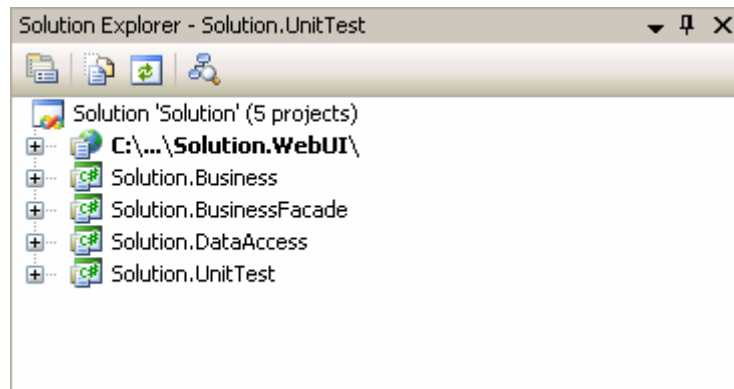 Solution Explorer - Solution.UnitTest
Solution 'Solution' (5 projects)
C:\...\Solution.WebUI\
Solution.Business
Solution.BusinessFacade
Solution.DataAccess
Solution.UnitTest